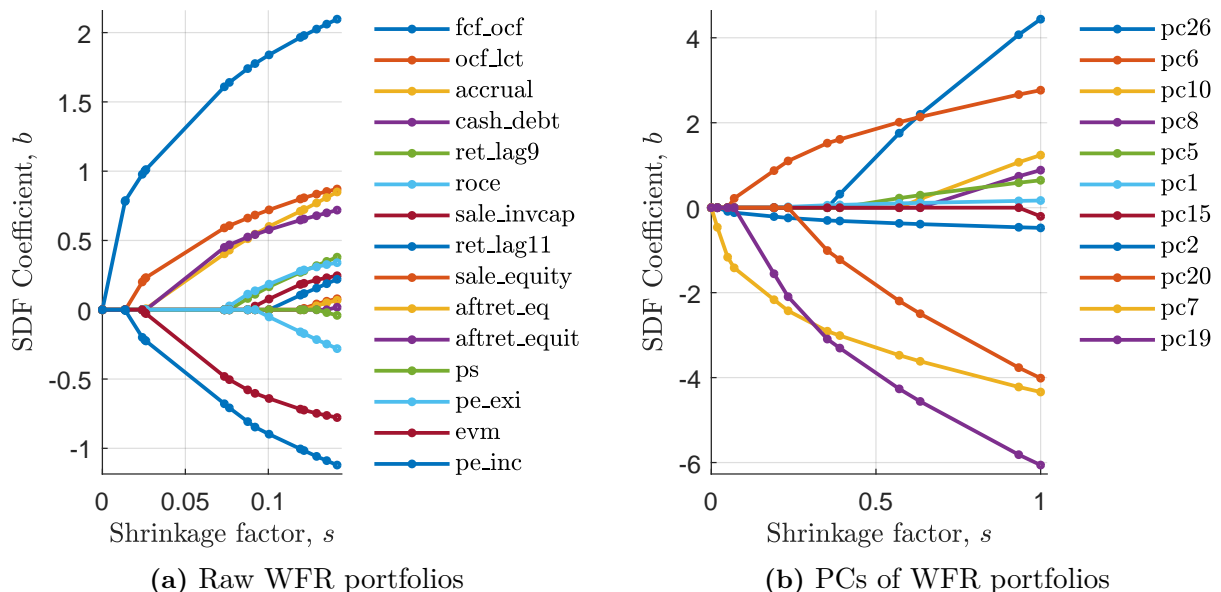 2
1.5
1
0.5
0
-0.5
-1
SDF Coefficient, b
0
0.05
0.1
Shrinkage factor, s
fcf_ocf
ocf_lct
accrual
cash_debt
ret_lag9
roce
sale_invcap
ret_lag11
sale_equity
aftret_eq
aftret_equit
ps
pe_exi
evm
pe_inc
(a) Raw WFR portfolios
4
2
0
-2
-4
-6
SDF Coefficient, b
0
0.5
1
Shrinkage factor, s
pc26
pc6
pc10
pc8
pc5
pc1
pc15
pc2
pc20
pc7
pc19
(b) PCs of WFR portfolios